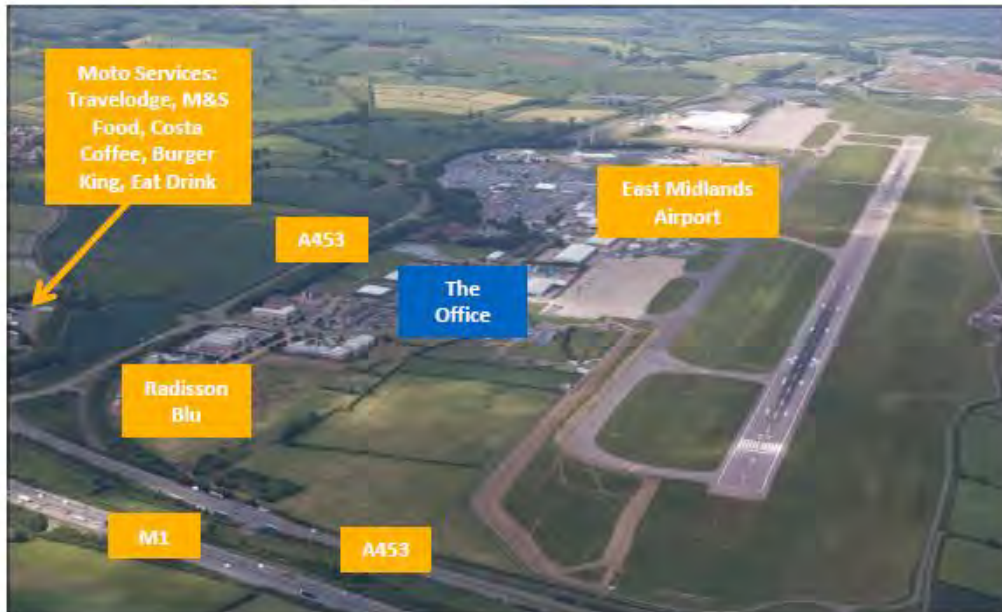 Moto Services:
Travelodge, M&S
Food, Costa
Coffee, Burger
King, Eat Drink
East Midlands
Airport
A453
The
Office
Radisson
Blu
M1
A453